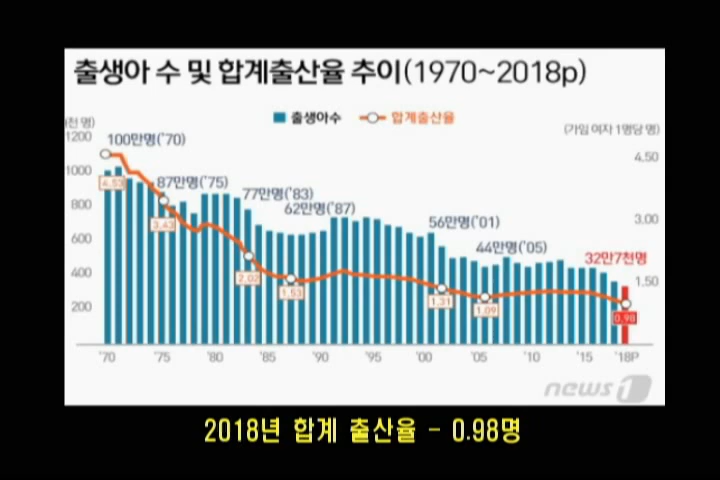 출생아 수 및 합계출산율 추이(1970~2018p)
출생아수 합계출산율
(천 명) (가임 여자 1명당 명)
1200
1000
800
600
400
200
4.50
3.00
1.50
100만명('70)
87만명('75)
77만명('83)
62만명('87)
56만명('01)
44만명('05)
32만7천명
4.53
3.43
2.02
1.53
1.31
1.09
0.98
'70 '75 '80 '85 '90 '95 '00 '05 '10 '15 '18P
news1
2018년 합계 출산율 - 0.98명